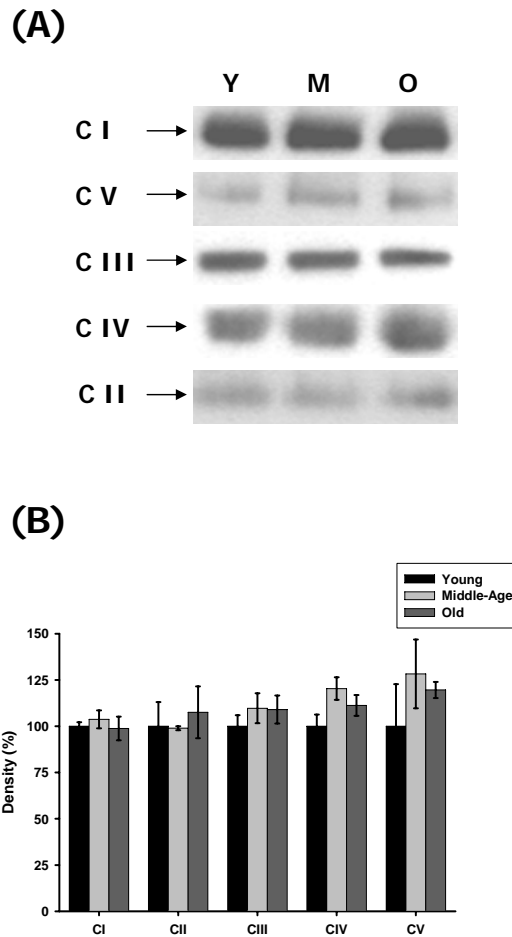 (A)
Y M O
C I
C V
C III
C IV
C II
(B)
Young
Middle-Age
Old
Density (%)
150
125
100
75
50
25
0
CI CII CIII CIV CV